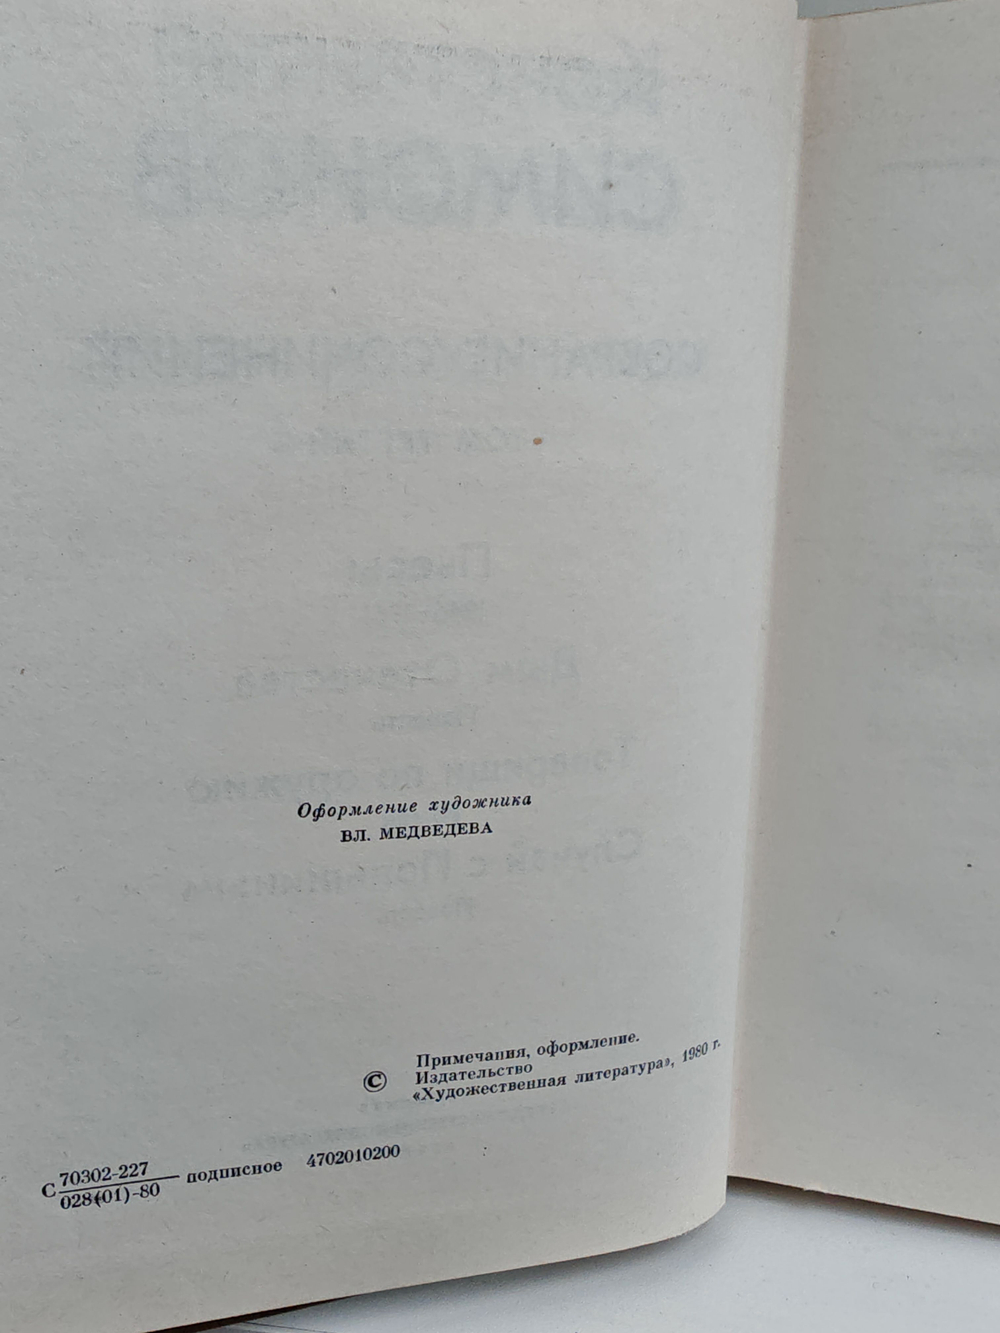 Оформление художника
ВЛ. МЕДВЕДЕВА
© Примечания, оформление.
Издательство
«Художественная литература», 1980 г.
С 70302-227
028(01)-80 подписное 4702010200